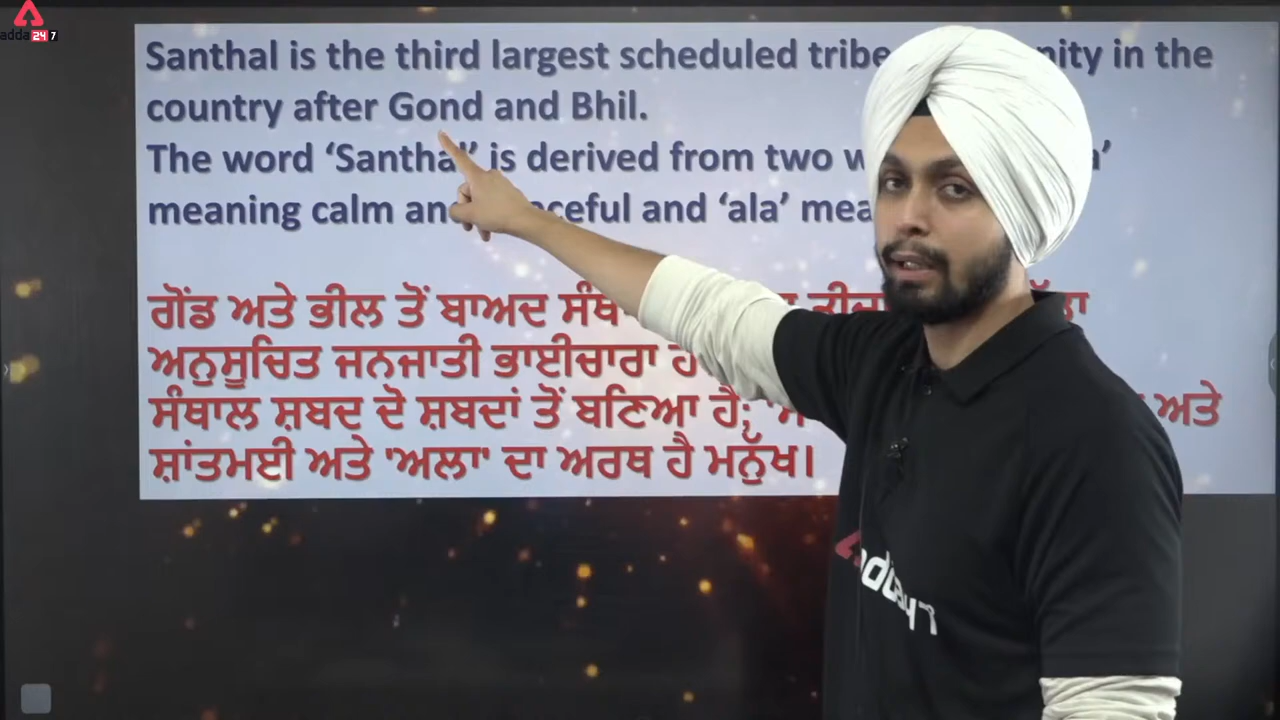 adda247
Santhal is the third largest scheduled tribe in the
country after Gond and Bhil.
The word ‘Santhal’ is derived from two
meaning calm and ‘ala’
ਗੋਂਡ ਅਤੇ ਭੀਲ ਤੋਂ ਬਾਅਦ
ਅਨੁਸੂਚਿਤ ਜਨਜਾਤੀ ਭਾਈਚਾਰਾ
ਸੰਥਾਲ ਸ਼ਬਦ ਦੋ ਸ਼ਬਦਾਂ ਤੋਂ ਬਣਿਆ ਹੈ; ਅਤੇ
ਸ਼ਾਂਤਮਈ ਅਤੇ 'ਅਲਾ' ਦਾ ਅਰਥ ਹੈ ਮਨੁੱਖ।